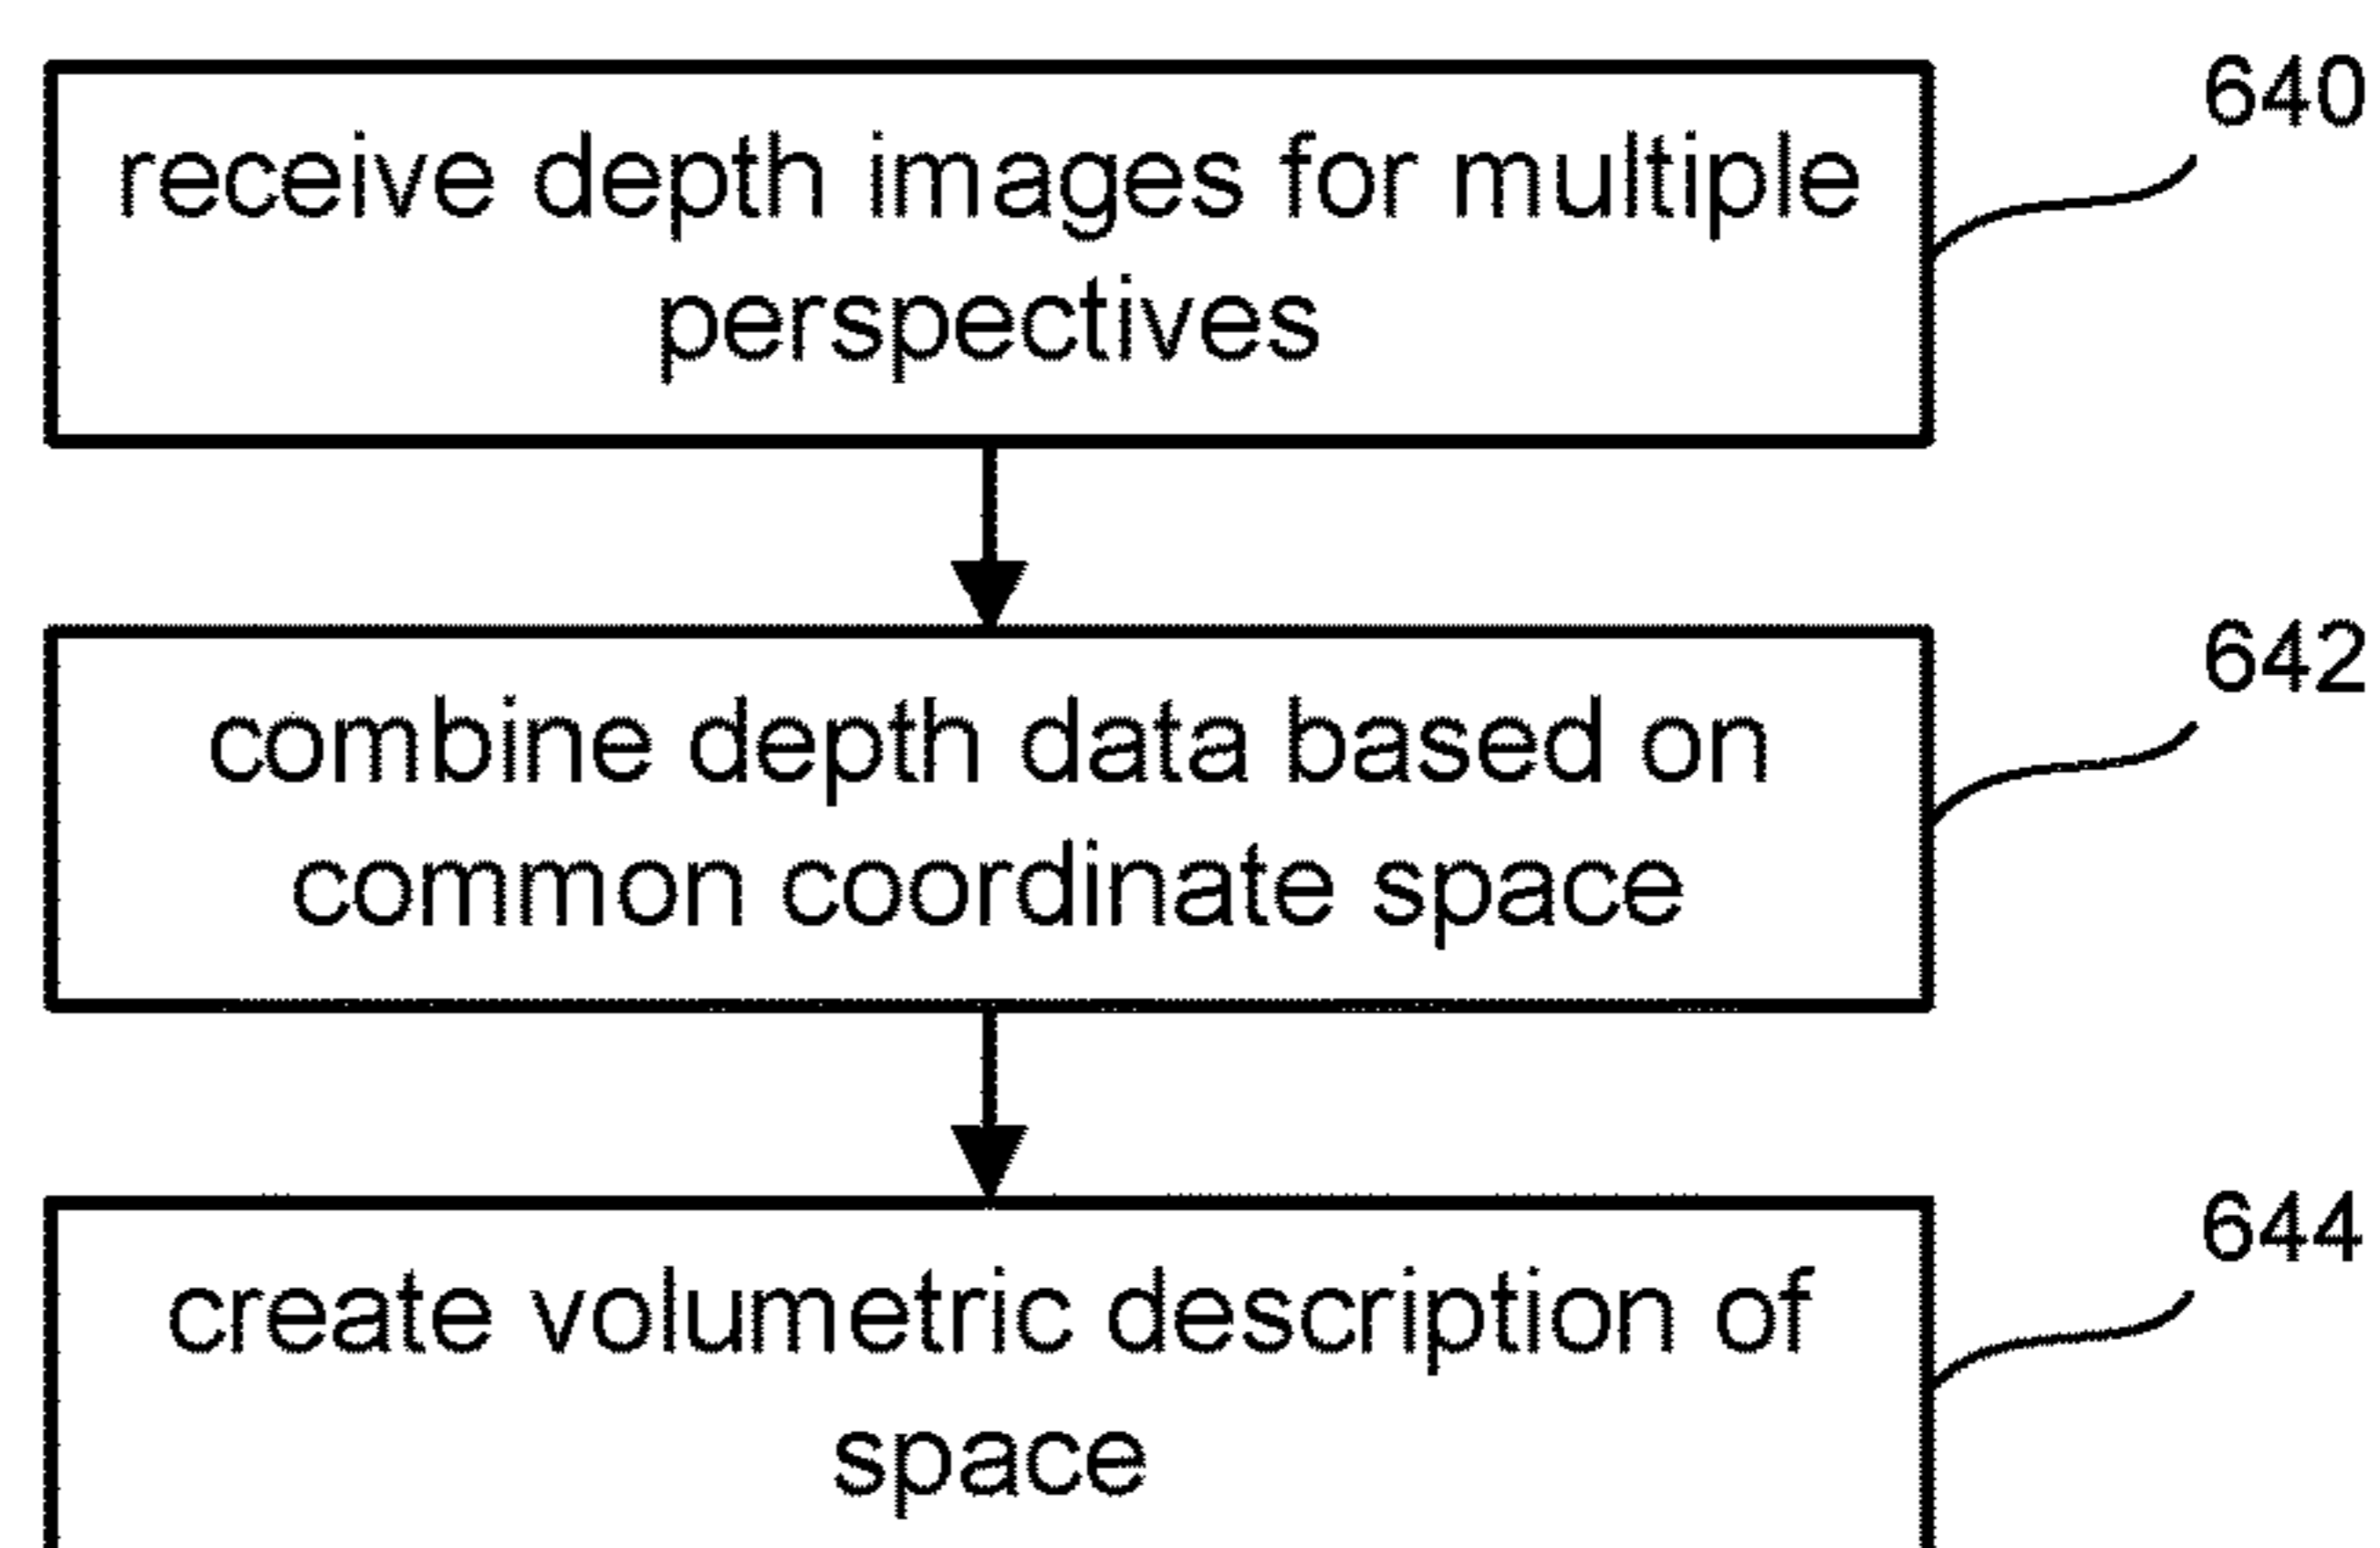 640
receive depth images for multiple
perspectives
642
combine depth data based on
common coordinate space
644
create volumetric description of
space